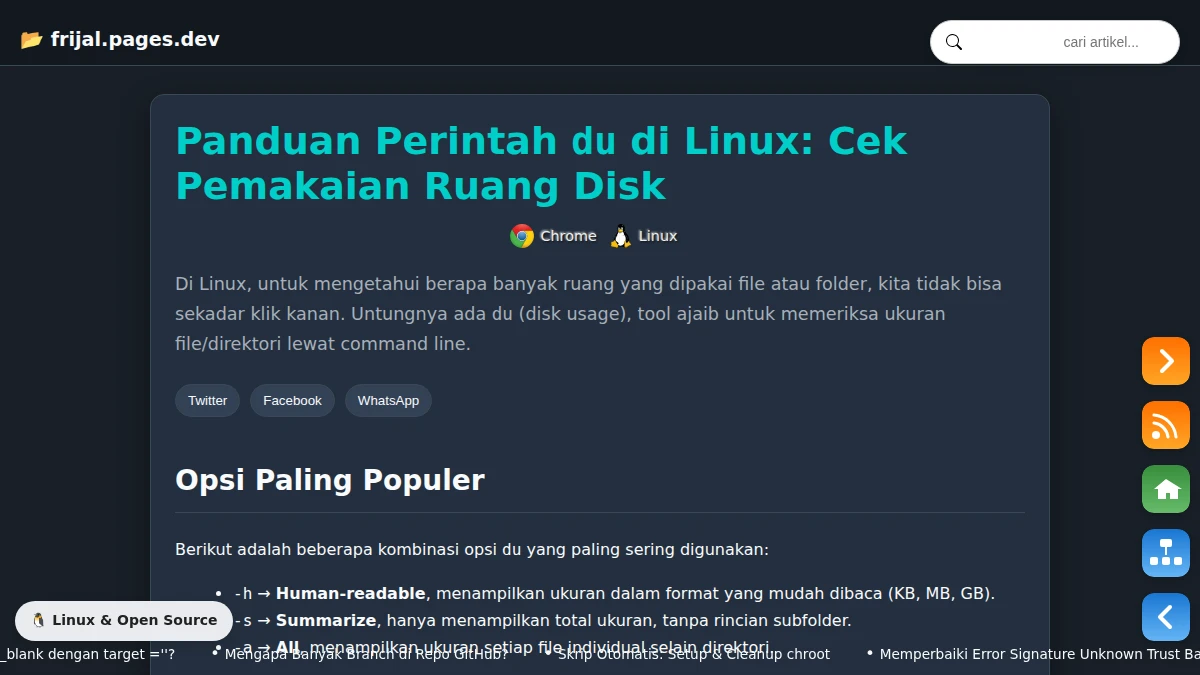 📂 frijal.pages.dev
cari artikel...
Panduan Perintah du di Linux: Cek
Pemakaian Ruang Disk
Chrome Linux
Di Linux, untuk mengetahui berapa banyak ruang yang dipakai file atau folder, kita tidak bisa
sekadar klik kanan. Untungnya ada du (disk usage), tool ajaib untuk memeriksa ukuran
file/direktori lewat command line.
Twitter Facebook WhatsApp
Opsi Paling Populer
Berikut adalah beberapa kombinasi opsi du yang paling sering digunakan:
• -h → Human-readable, menampilkan ukuran dalam format yang mudah dibaca (KB, MB, GB).
-s → Summarize, hanya menampilkan total ukuran, tanpa rincian subfolder.
• -a → All, menampilkan ukuran setiap file individual selain direktori.
🐧 Linux & Open Source
_blank dengan target =''? • Mengapa Banyak Branch di Repo GitHub? • Skrip Otomatis: Setup & Cleanup chroot • Memperbaiki Error Signature Unknown Trust Ba